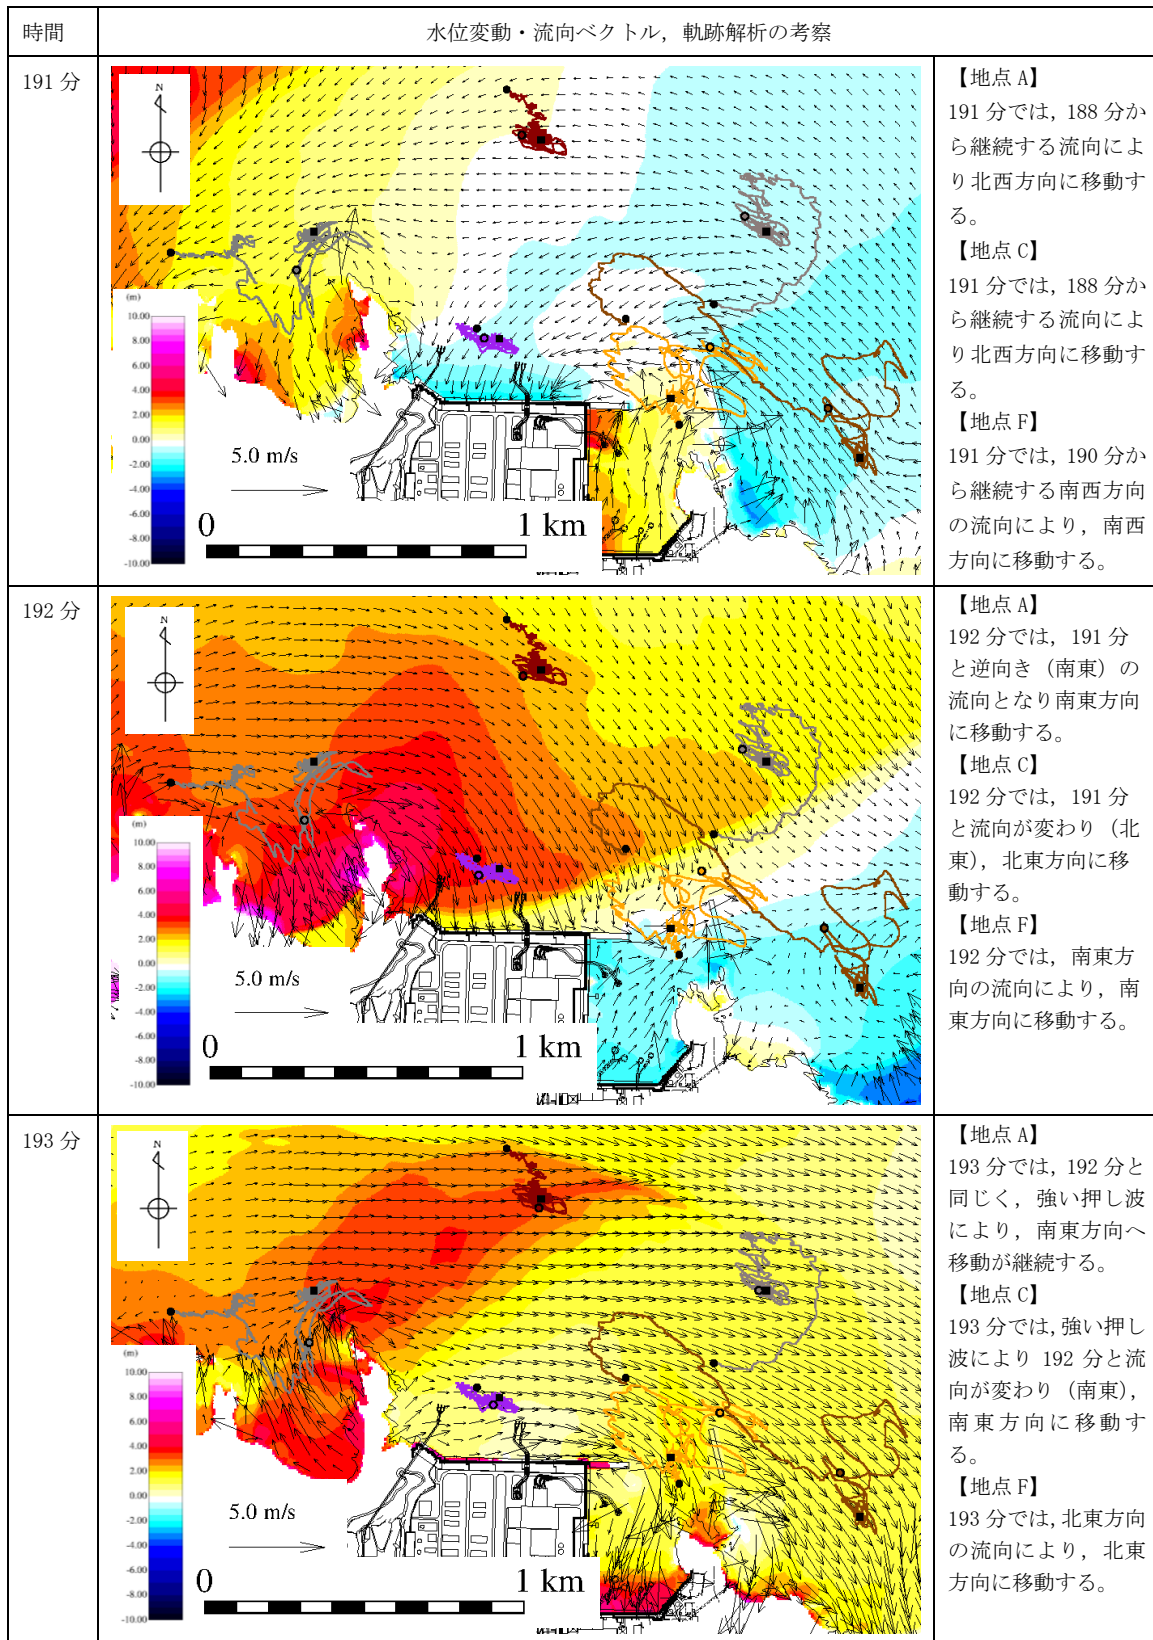 時間
水位変動・流向ベクトル，軌跡解析の考察
191 分
N
(m)
10.00
8.00
6.00
4.00
2.00
0.00
-2.00
-4.00
-6.00
-8.00
-10.00
5.0 m/s
0
1 km
【地点 A】
191 分では，188 分か
ら継続する流向によ
り北西方向に移動す
る。
【地点 C】
191 分では，188 分か
ら継続する流向によ
り北西方向に移動す
る。
【地点 F】
191 分では，190 分か
ら継続する南西方向
の流向により，南西
方向に移動する。
192 分
N
(m)
10.00
8.00
6.00
4.00
2.00
0.00
-2.00
-4.00
-6.00
-8.00
-10.00
5.0 m/s
0
1 km
【地点 A】
192 分では，191 分
と逆向き（南東）の
流向となり南東方向
に移動する。
【地点 C】
192 分では，191 分
と流向が変わり（北
東），北東方向に移
動する。
【地点 F】
192 分では，南東方
向の流向により，南
東方向に移動する。
193 分
N
(m)
10.00
8.00
6.00
4.00
2.00
0.00
-2.00
-4.00
-6.00
-8.00
-10.00
5.0 m/s
0
1 km
【地点 A】
193 分では，192 分と
同じく，強い押し波
により，南東方向へ
移動が継続する。
【地点 C】
193 分では，強い押し
波により 192 分と流
向が変わり（南東），
南東方向に移動す
る。
【地点 F】
193 分では，北東方向
の流向により，北東
方向に移動する。